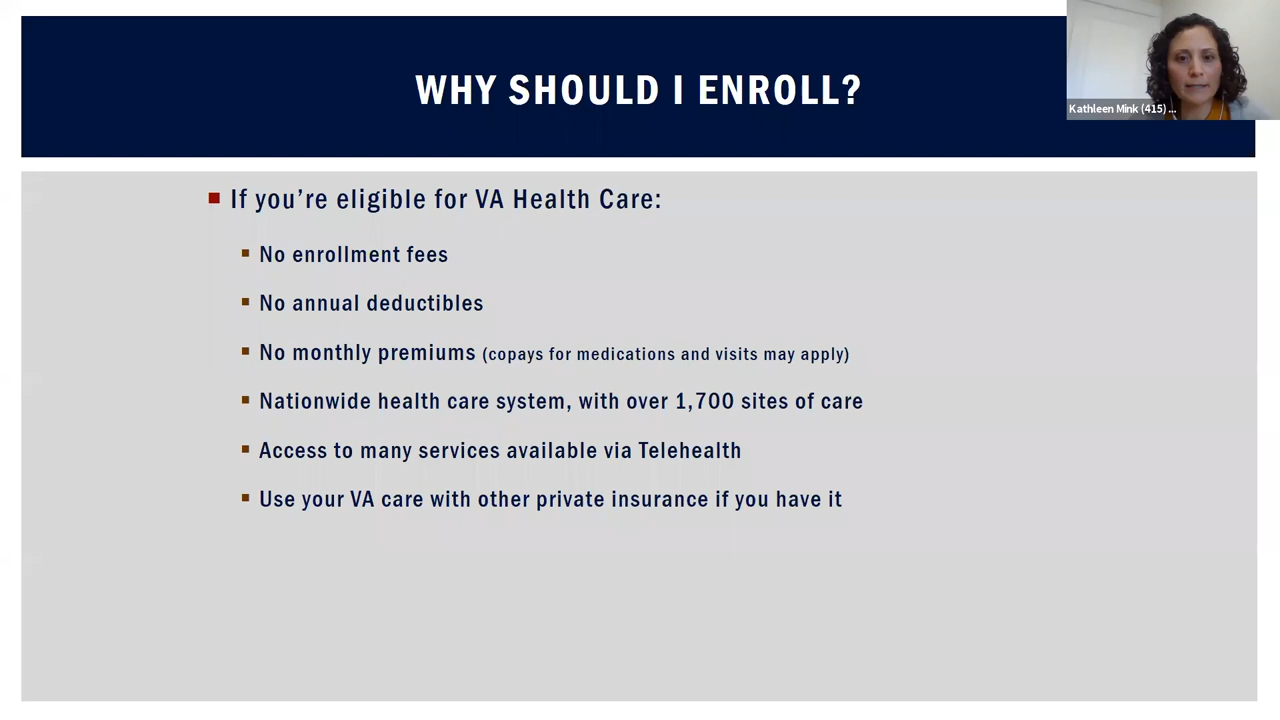 WHY SHOULD I ENROLL?
Kathleen Mink (415) ...
If you’re eligible for VA Health Care:
No enrollment fees
No annual deductibles
No monthly premiums (copays for medications and visits may apply)
Nationwide health care system, with over 1,700 sites of care
Access to many services available via Telehealth
Use your VA care with other private insurance if you have it